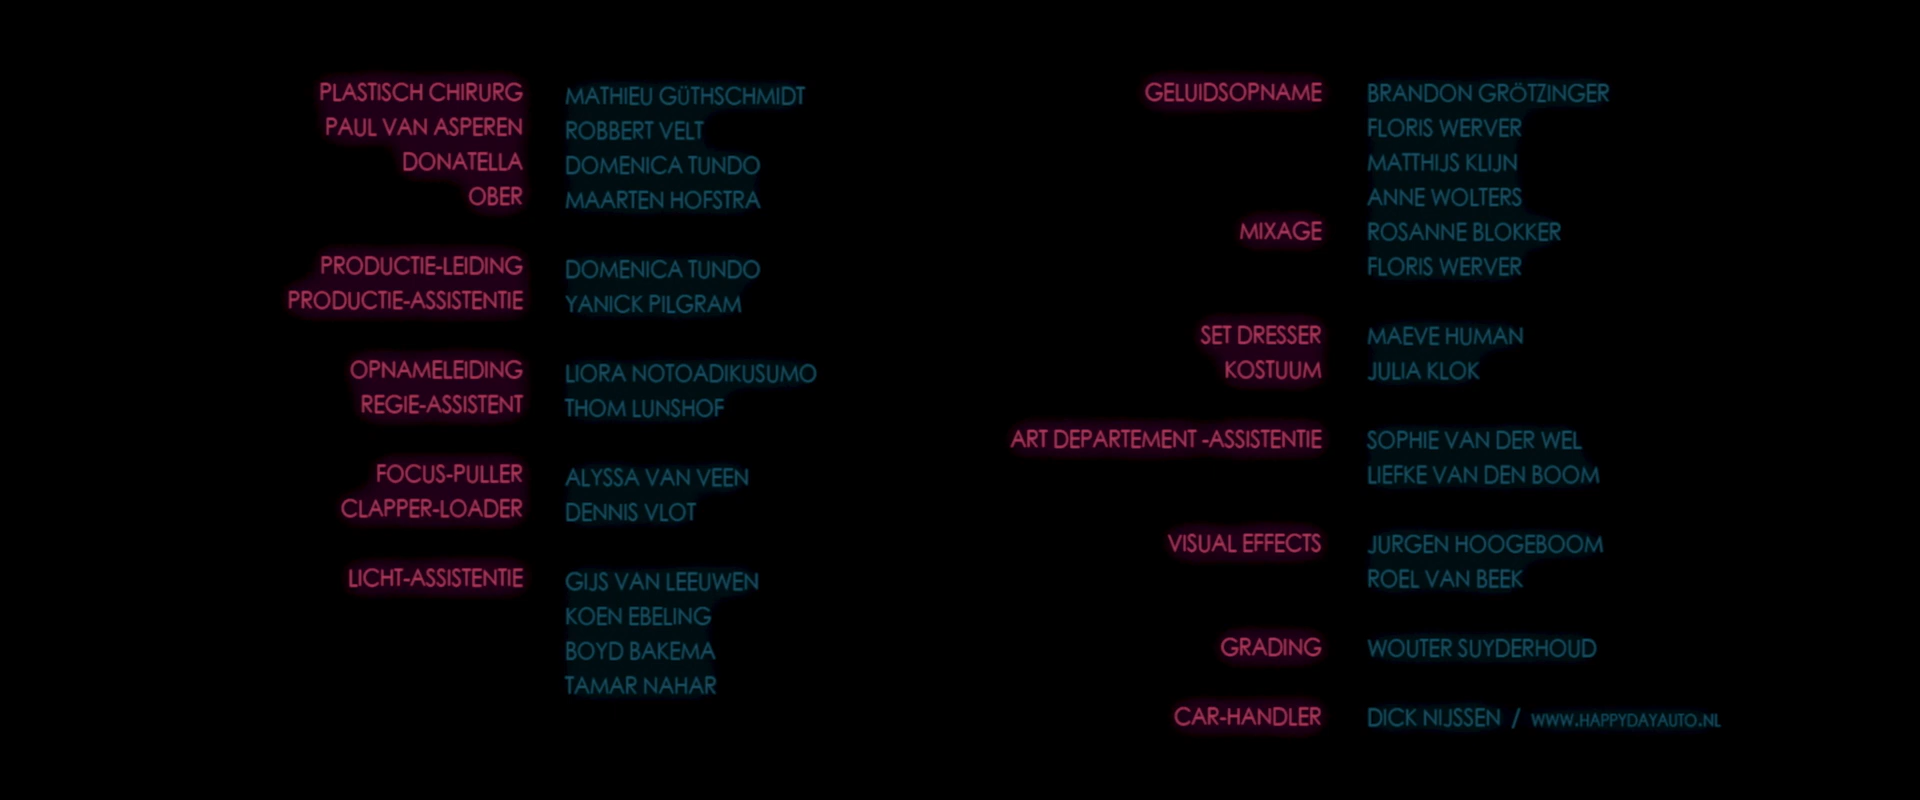 PLASTISCH CHIRURG MATHIEU GÜTHSCHMIDT
PAUL VAN ASPEREN ROBBERT VELT
DONATELLA DOMENICA TUNDO
OBER MAARTEN HOFSTRA
PRODUCTIE-LEIDING DOMENICA TUNDO
PRODUCTIE-ASSISTENTIE YANICK PILGRAM
OPNAMELEIDING LIORA NOTOADIKUSUMO
REGIE-ASSISTENT THOM LUNSHOF
FOCUS-PULLER ALYSSA VAN VEEN
CLAPPER-LOADER DENNIS VLOT
LICHT-ASSISTENTIE GIJS VAN LEEUWEN
KOEN EBELING
BOYD BAKEMA
TAMAR NAHAR
GELUIDSOPNAME BRANDON GRÖTZINGER
FLORIS WERVER
MATTHIJS KLIJN
ANNE WOLTERS
MIXAGE ROSANNE BLOKKER
FLORIS WERVER
SET DRESSER MAEVE HUMAN
KOSTUUM JULIA KLOK
ART DEPARTEMENT -ASSISTENTIE SOPHIE VAN DER WEL
LIEFKE VAN DEN BOOM
VISUAL EFFECTS JURGEN HOOGEBOOM
ROEL VAN BEEK
GRADING WOUTER SUYDERHOUD
CAR-HANDLER DICK NIJSSEN / WWW.HAPPYDAYAUTO.NL